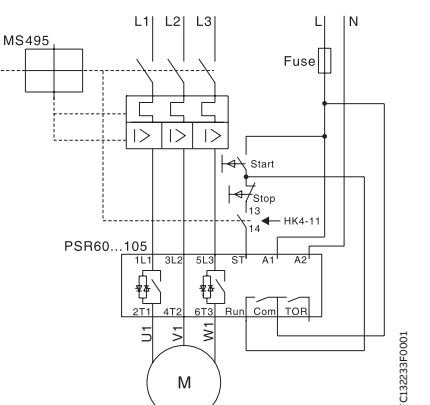 L1 L2 L3 L N
MS495
Fuse
Start
Stop
13
HK4-11
14
PSR60...105
1L1 3L2 5L3 ST A1 A2
2T1 4T2 6T3 Run Com TOR
U1 V1 W1
M
C132233F0001